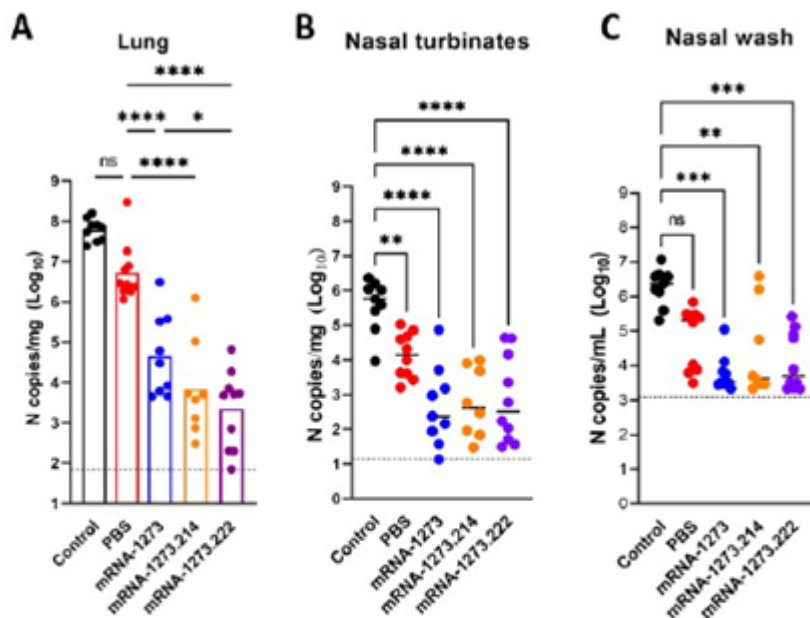 A
Lung
****
**** *
ns ****
N copies/mg (Log10)
9
8
7
6
5
4
3
2
1
Control
PBS
mRNA-1273
mRNA-1273.214
mRNA-1273.222
B
Nasal turbinates
****
****
****
**
N copies/mg (Log10)
9
8
7
6
5
4
3
2
1
0
Control
PBS
mRNA-1273
mRNA-1273.214
mRNA-1273.222
C
Nasal wash
***
**
***
ns
N copies/mL (Log10)
9
8
7
6
5
4
3
0
Control
PBS
mRNA-1273
mRNA-1273.214
mRNA-1273.222